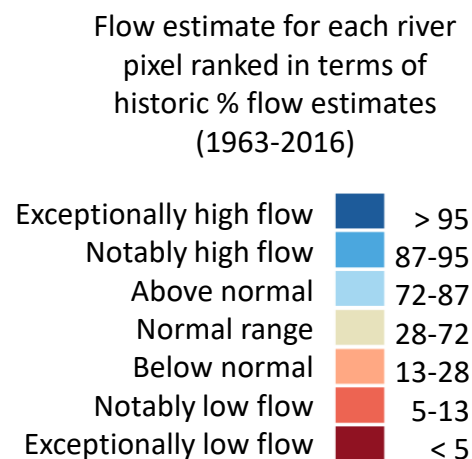 Flow estimate for each river
pixel ranked in terms of
historic % flow estimates
(1963-2016)
Exceptionally high flow > 95
Notably high flow 87-95
Above normal 72-87
Normal range 28-72
Below normal 13-28
Notably low flow 5-13
Exceptionally low flow < 5